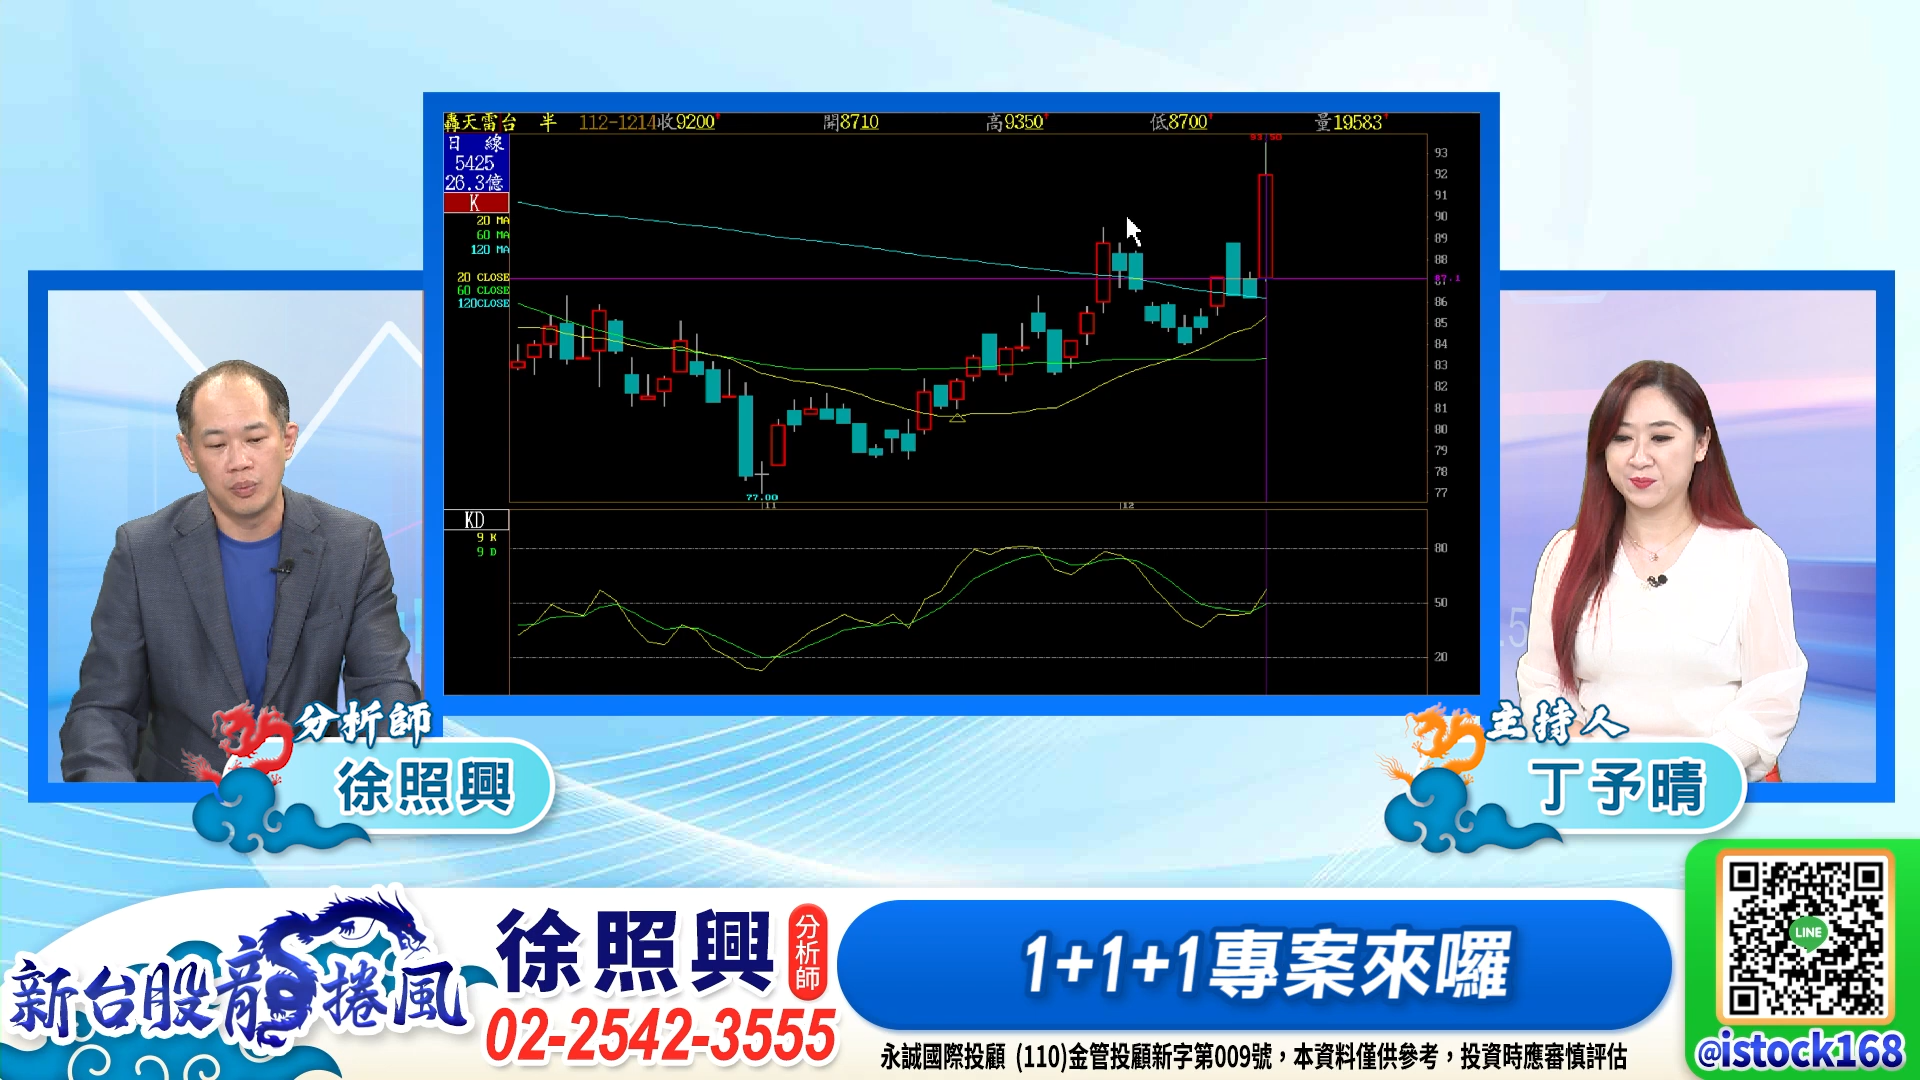 轟天雷台 半 112-1214收9200 開8710 高9350 低8700 量19583
日 線
5425
26.3億
K
20 MA
60 MA
120 MA
20 CLOSE
60 CLOSE
120CLOSE
93.50
93
92
91
90
89
88
87.1
87
86
85
84
83
82
81
80
79
78
77
77.00
11
12
KD
9 K
9 D
80
50
20
分析師
徐照興
主持人
丁予晴
新台股龍捲風
徐照興
分析師
02-2542-3555
1+1+1專案來囉
永誠國際投顧 (110)金管投顧新字第009號，本資料僅供參考，投資時應審慎評估
LINE
@istock168